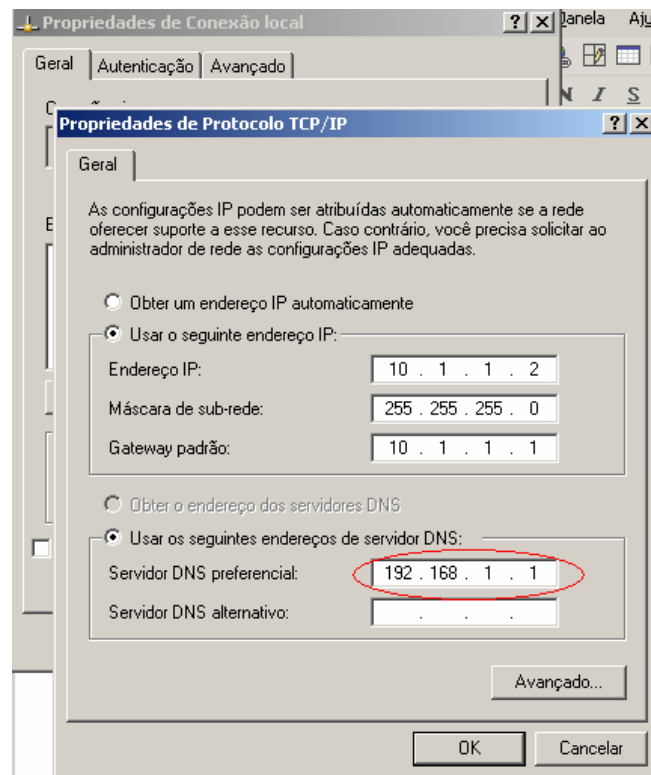 Propriedades de Conexão local
Janela
Geral Autenticação Avançado
N I S
Propriedades de Protocolo TCP/IP
Geral
As configurações IP podem ser atribuídas automaticamente se a rede
oferecer suporte a esse recurso. Caso contrário, você precisa solicitar ao
administrador de rede as configurações IP adequadas.
Obter um endereço IP automaticamente
Usar o seguinte endereço IP:
Endereço IP: 10 . 1 . 1 . 2
Máscara de sub-rede: 255 . 255 . 255 . 0
Gateway padrão: 10 . 1 . 1 . 1
Obter o endereço dos servidores DNS
Usar os seguintes endereços de servidor DNS:
Servidor DNS preferencial: 192 . 168 . 1 . 1
Servidor DNS alternativo: . . .
Avançado...
OK Cancelar